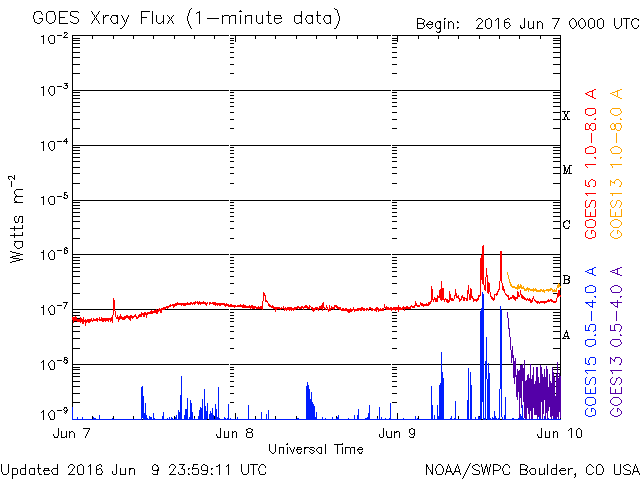 GOES Xray Flux (1-minute data)
Begin: 2016 Jun 7 0000 UTC
Watts m⁻²
10⁻²
10⁻³
10⁻⁴
10⁻⁵
10⁻⁶
10⁻⁷
10⁻⁸
10⁻⁹
X
M
C
B
A
GOES15 1.0-8.0 A
GOES13 1.0-8.0 A
GOES15 0.5-4.0 A
GOES13 0.5-4.0 A
Jun 7 Jun 8 Jun 9 Jun 10
Universal Time
Updated 2016 Jun 9 23:59:11 UTC
NOAA/SWPC Boulder, CO USA